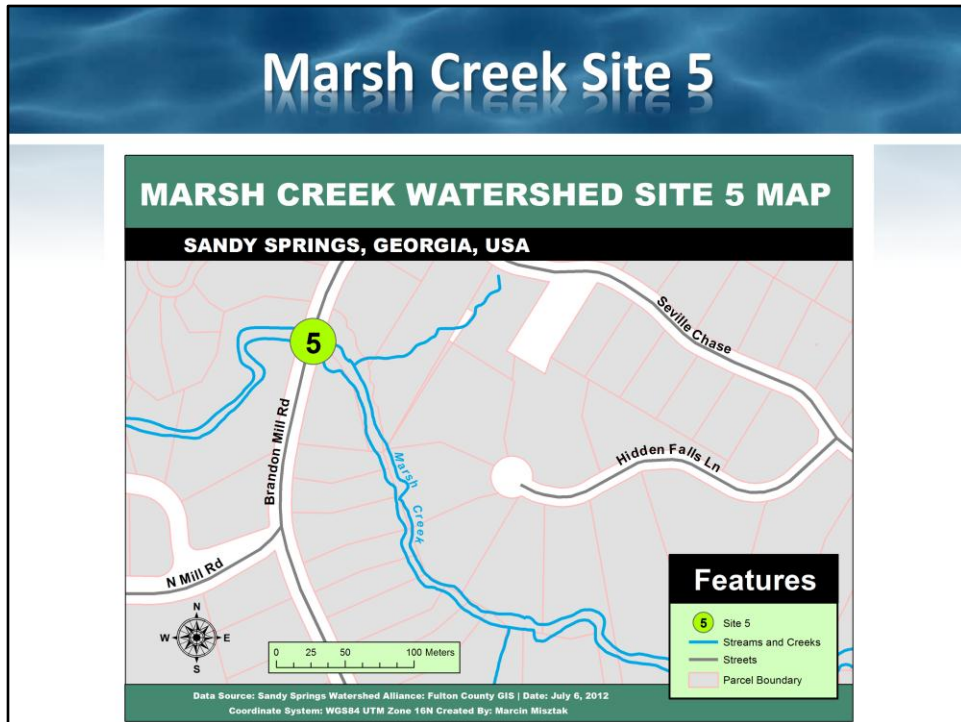 Marsh Creek Site 5
MARSH CREEK WATERSHED SITE 5 MAP
SANDY SPRINGS, GEORGIA, USA
Seville Chase
5
Brandon Mill Rd
Marsh Creek
Hidden Falls Ln
N Mill Rd
N
W E
S
0 25 50 100 Meters
Features
5 Site 5
Streams and Creeks
Streets
Parcel Boundary
Data Source: Sandy Springs Watershed Alliance: Fulton County GIS | Date: July 6, 2012
Coordinate System: WGS84 UTM Zone 16N Created By: Marcin Misztak